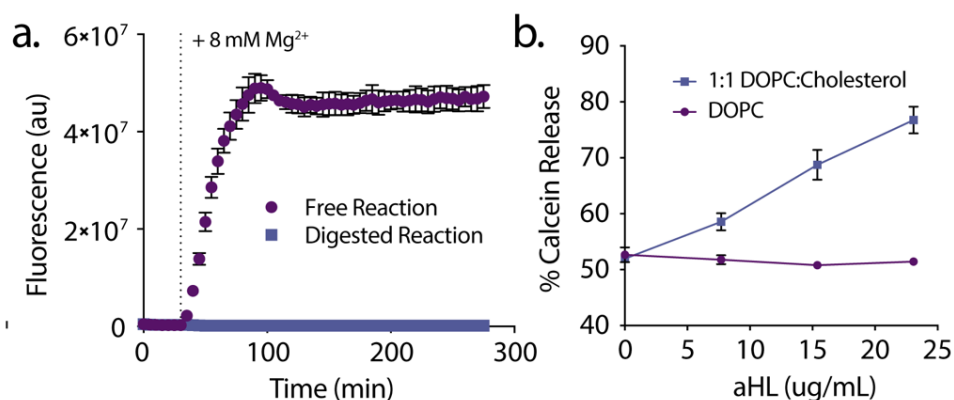 a.
6×10⁷
4×10⁷
2×10⁷
0
+ 8 mM Mg²⁺
Free Reaction
Digested Reaction
Fluorescence (au)
0 100 200 300
Time (min)
b.
90
80
70
60
50
40
1:1 DOPC:Cholesterol
DOPC
% Calcein Release
0 5 10 15 20 25
aHL (ug/mL)